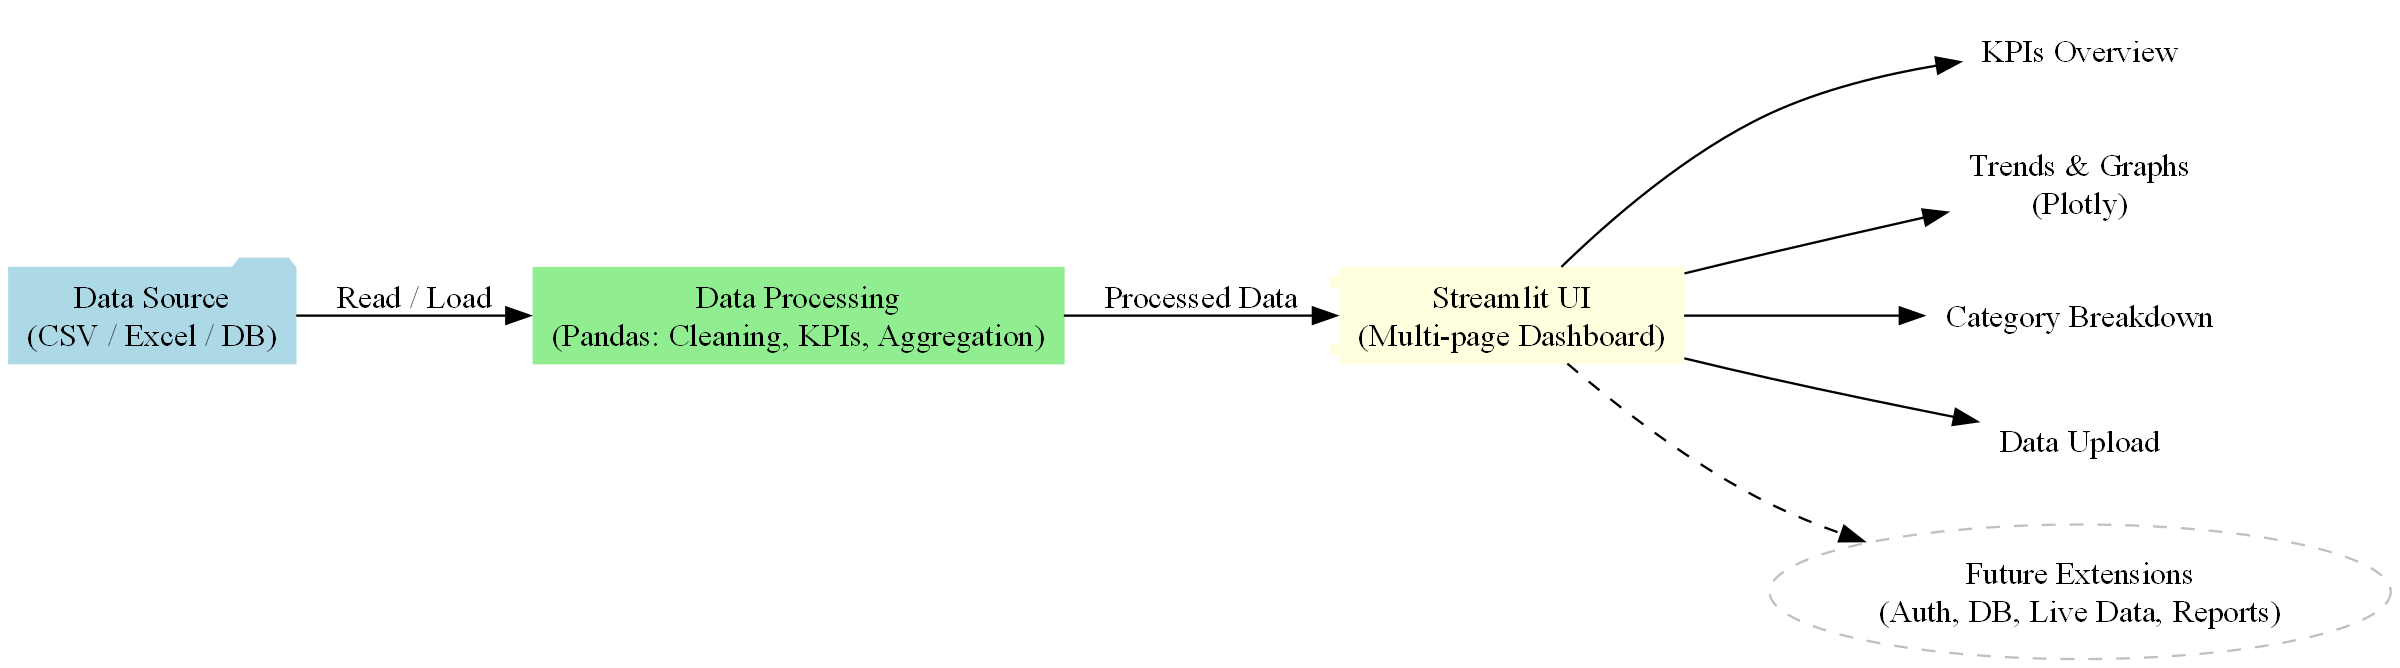 Data Source
(CSV / Excel / DB)
Read / Load
Data Processing
(Pandas: Cleaning, KPIs, Aggregation)
Processed Data
Streamlit UI
(Multi-page Dashboard)
KPIs Overview
Trends & Graphs
(Plotly)
Category Breakdown
Data Upload
Future Extensions
(Auth, DB, Live Data, Reports)